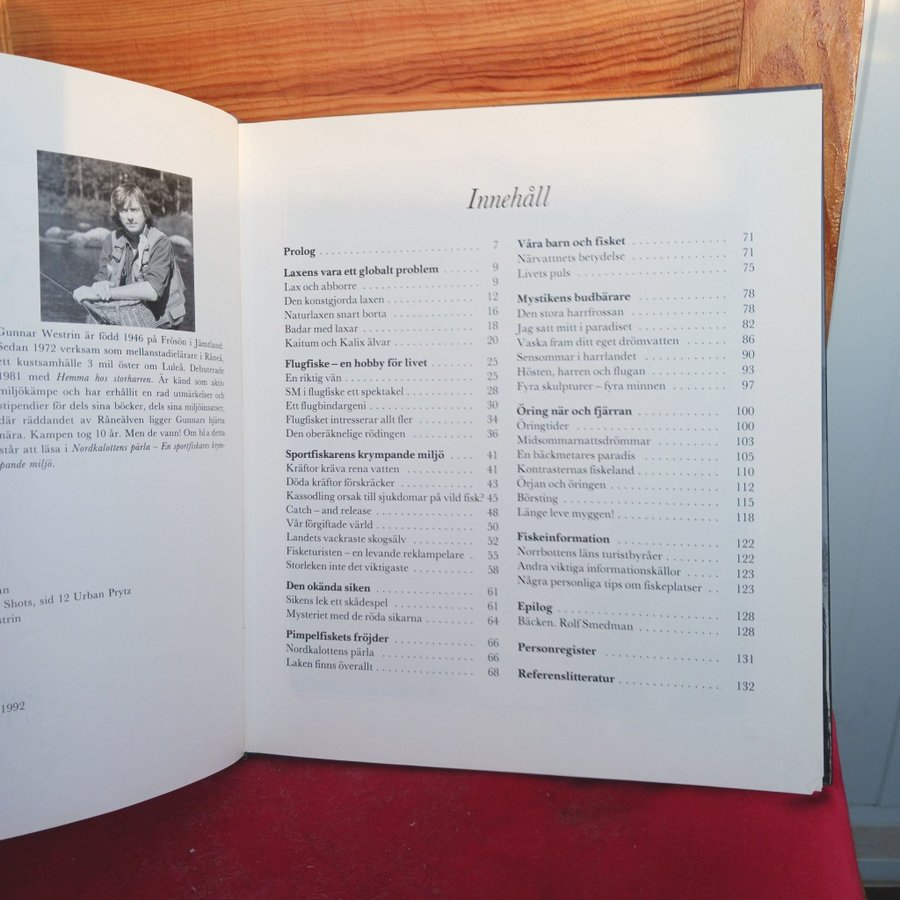 Gunnar Westrin är född 1946 på Frösön i Jämtland.
Sedan 1972 verksam som mellanstadielärare i Råneå,
ett kustsamhälle 3 mil öster om Luleå. Debuterade
1981 med Hemma hos storharren. Är känd som aktiv
miljökämpe och har erhållit en rad utmärkelser och
stipendier för dels sina böcker, dels sina miljöinsatser,
där räddandet av Råneälven ligger Gunnars hjärta
nära. Kampen tog 10 år. Men de vann! Om bl a detta
står att läsa i Nordkalottens pärla – En sportfiskares krym-
pande miljö.
Shots, sid 12 Urban Prytz
1992
Innehåll
Prolog . . . . . . . . . . . . . . . . . . . . . . . . 7
Laxens vara ett globalt problem . . . . . . 9
Lax och abborre . . . . . . . . . . . . . . . . . . 9
Den konstgjorda laxen . . . . . . . . . . . . . . 12
Naturlaxen snart borta . . . . . . . . . . . . . . 16
Badar med laxar . . . . . . . . . . . . . . . . . . 18
Kaitum och Kalix älvar . . . . . . . . . . . . . . 20
Flugfiske – en hobby för livet . . . . . . . . 25
En riktig vän . . . . . . . . . . . . . . . . . . . . 25
SM i flugfiske ett spektakel . . . . . . . . . . . 28
Ett flugbindargeni . . . . . . . . . . . . . . . . . 30
Flugfisket intresserar allt fler . . . . . . . . . . 34
Den oberäknelige rödingen . . . . . . . . . . . 36
Sportfiskarens krympande miljö . . . . . 41
Kräftor kräva rena vatten . . . . . . . . . . . . 41
Döda kräftor förskräcker . . . . . . . . . . . . . 43
Kassodling orsak till sjukdomar på vild fisk? 45
Catch – and release . . . . . . . . . . . . . . . . 48
Vår förgiftade värld . . . . . . . . . . . . . . . . 50
Landets vackraste skogsälv . . . . . . . . . . . 52
Fisketuristen – en levande reklampelare . . 55
Storleken inte det viktigaste . . . . . . . . . . 58
Den okända siken . . . . . . . . . . . . . . . . 61
Sikens lek ett skådespel . . . . . . . . . . . . . 61
Mysteriet med de röda sikarna . . . . . . . . . 64
Pimpelfiskets fröjder . . . . . . . . . . . . . 66
Nordkalottens pärla . . . . . . . . . . . . . . . . 66
Laken finns överallt . . . . . . . . . . . . . . . . 68
Våra barn och fisket . . . . . . . . . . . . . . 71
Närvattnets betydelse . . . . . . . . . . . . . . . 71
Livets puls . . . . . . . . . . . . . . . . . . . . . . 75
Mystikens budbärare . . . . . . . . . . . . . 78
Den stora harrfrossan . . . . . . . . . . . . . . . 78
Jag satt mitt i paradiset . . . . . . . . . . . . . . 82
Vaska fram ditt eget drömvatten . . . . . . . . 86
Sensommar i harrlandet . . . . . . . . . . . . . 90
Hösten, harren och flugan . . . . . . . . . . . . 93
Fyra skulpturer – fyra minnen . . . . . . . . . 97
Öring när och fjärran . . . . . . . . . . . . . 100
Öringtider . . . . . . . . . . . . . . . . . . . . . . 100
Midsommarnattsdrömmar . . . . . . . . . . . . 103
En bäckmetares paradis . . . . . . . . . . . . . 105
Kontrasternas fiskeland . . . . . . . . . . . . . 110
Örjan och öringen . . . . . . . . . . . . . . . . . 112
Börsting . . . . . . . . . . . . . . . . . . . . . . . 115
Länge leve myggen! . . . . . . . . . . . . . . . . 118
Fiskeinformation . . . . . . . . . . . . . . . . 122
Norrbottens läns turistbyråer . . . . . . . . . . 122
Andra viktiga informationskällor . . . . . . . . 123
Några personliga tips om fiskeplatser . . . . . 123
Epilog . . . . . . . . . . . . . . . . . . . . . . . 128
Bäcken. Rolf Smedman . . . . . . . . . . . . . 128
Personregister . . . . . . . . . . . . . . . . . . 131
Referenslitteratur . . . . . . . . . . . . . . . 132